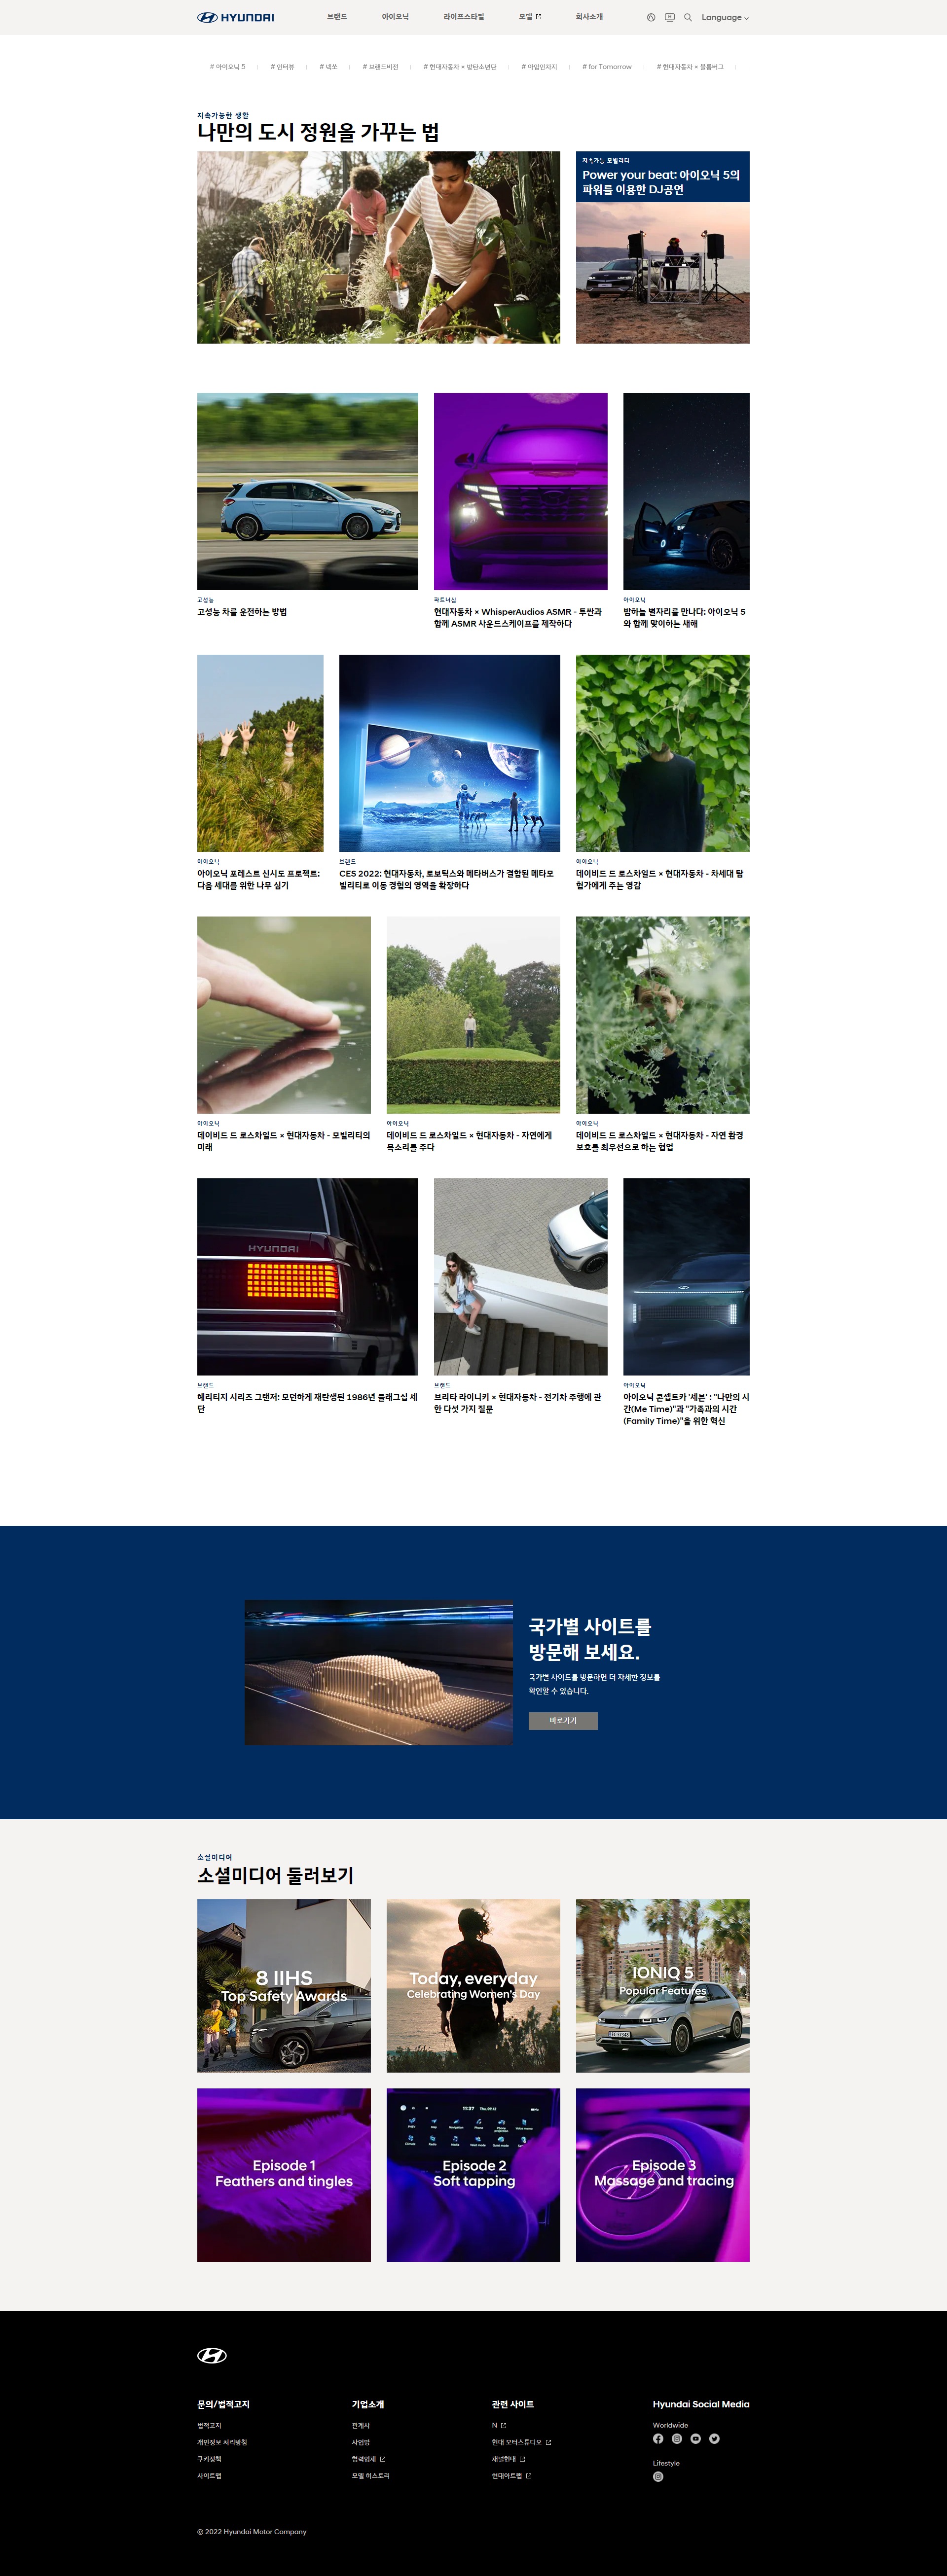 HYUNDAI
브랜드
아이오닉
라이프스타일
모델
회사소개
Language
# 아이오닉 5
# 인터뷰
# 넥쏘
# 브랜드비전
# 현대자동차 × 방탄소년단
# 아임인차지
# for Tomorrow
# 현대자동차 × 블룸버그
지속가능한 생활
나만의 도시 정원을 가꾸는 법
지속가능 모빌리티
Power your beat: 아이오닉 5의
파워를 이용한 DJ공연
고성능
고성능 차를 운전하는 방법
파트너십
현대자동차 × WhisperAudios ASMR - 투싼과
함께 ASMR 사운드스케이프를 제작하다
아이오닉
밤하늘 별자리를 만나다: 아이오닉 5
와 함께 맞이하는 새해
아이오닉
아이오닉 포레스트 신시도 프로젝트:
다음 세대를 위한 나무 심기
브랜드
CES 2022: 현대자동차, 로보틱스와 메타버스가 결합된 메타모
빌리티로 이동 경험의 영역을 확장하다
아이오닉
데이비드 드 로스차일드 × 현대자동차 - 차세대 탐
험가에게 주는 영감
아이오닉
데이비드 드 로스차일드 × 현대자동차 - 모빌리티의
미래
아이오닉
데이비드 드 로스차일드 × 현대자동차 - 자연에게
목소리를 주다
아이오닉
데이비드 드 로스차일드 × 현대자동차 - 자연 환경
보호를 최우선으로 하는 협업
HYUNDAI
브랜드
헤리티지 시리즈 그랜저: 모던하게 재탄생된 1986년 플래그십 세
단
브랜드
브리타 라이니키 × 현대자동차 - 전기차 주행에 관
한 다섯 가지 질문
아이오닉
아이오닉 콘셉트카 '세븐' : "나만의 시
간(Me Time)"과 "가족과의 시간
(Family Time)"을 위한 혁신
국가별 사이트를
방문해 보세요.
국가별 사이트를 방문하면 더 자세한 정보를
확인할 수 있습니다.
바로가기
소셜미디어
소셜미디어 둘러보기
8 IIHS
Top Safety Awards
Today, everyday
Celebrating Women's Day
IONIQ 5
Popular Features
Episode 1
Feathers and tingles
11:37
Episode 2
Soft tapping
Episode 3
Massage and tracing
문의/법적고지
법적고지
개인정보 처리방침
쿠키정책
사이트맵
기업소개
관계사
사업망
협력업체
모델 히스토리
관련 사이트
N
현대 모터스튜디오
채널현대
현대아트랩
Hyundai Social Media
Worldwide
Lifestyle
© 2022 Hyundai Motor Company